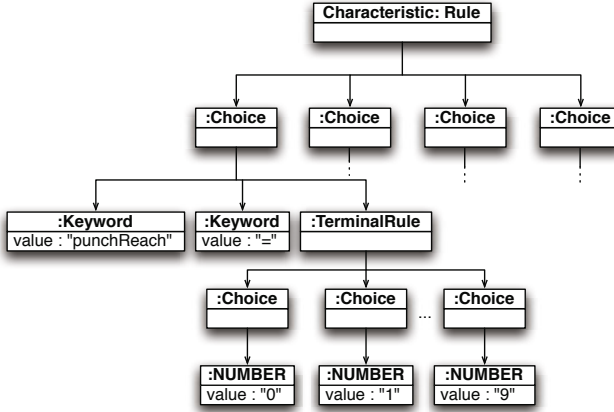 Characteristic: Rule
:Choice :Choice :Choice :Choice
:Keyword :Keyword :TerminalRule
value : "punchReach" value : "="
:Choice :Choice ... :Choice
:NUMBER :NUMBER :NUMBER
value : "0" value : "1" value : "9"